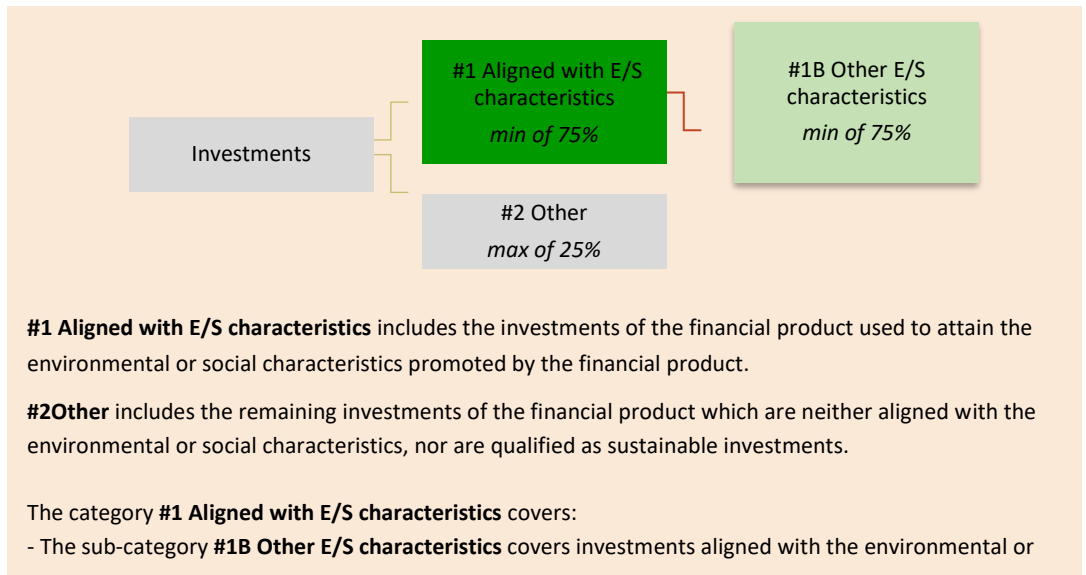 #1 Aligned with E/S
characteristics
min of 75%
#1B Other E/S
characteristics
min of 75%
Investments
#2 Other
max of 25%
#1 Aligned with E/S characteristics includes the investments of the financial product used to attain the
environmental or social characteristics promoted by the financial product.
#2Other includes the remaining investments of the financial product which are neither aligned with the
environmental or social characteristics, nor are qualified as sustainable investments.
The category #1 Aligned with E/S characteristics covers:
- The sub-category #1B Other E/S characteristics covers investments aligned with the environmental or